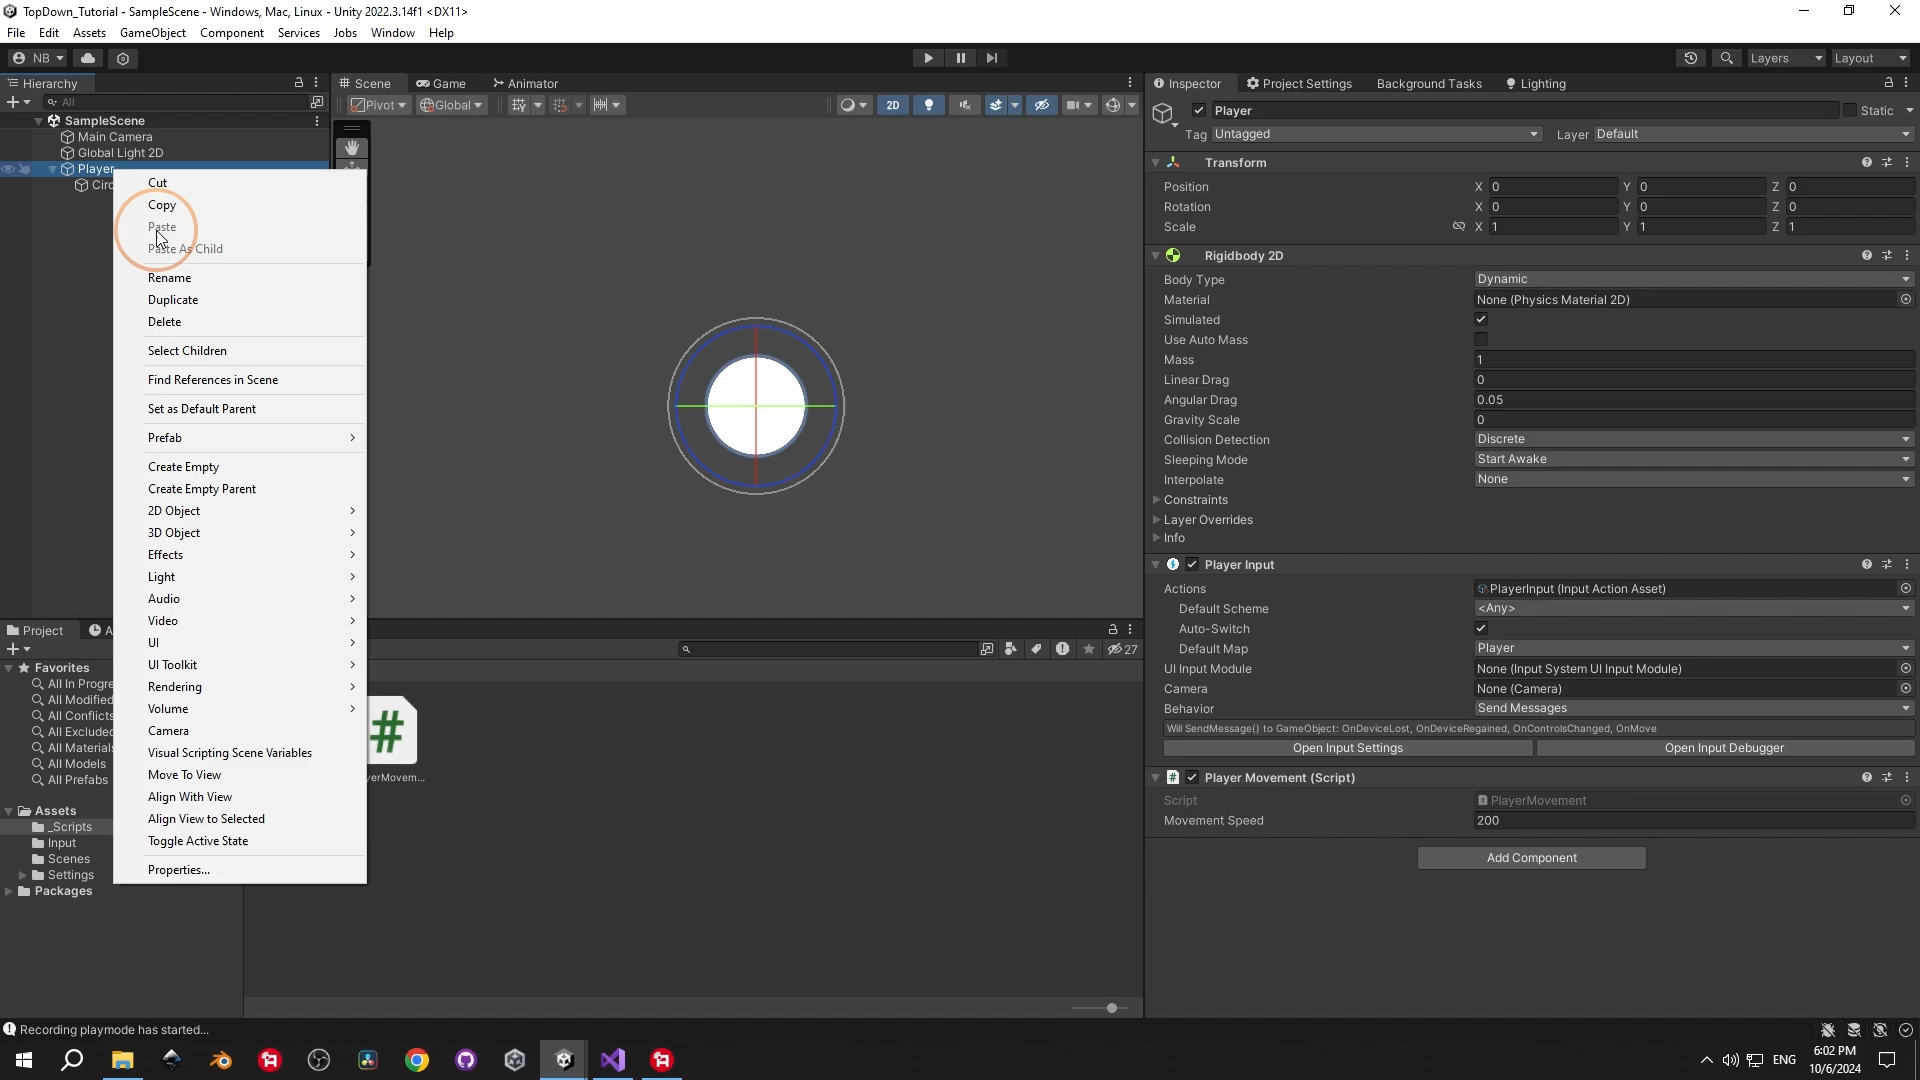 TopDown_Tutorial - SampleScene - Windows, Mac, Linux - Unity 2022.3.14f1 <DX11>
File Edit Assets GameObject Component Services Jobs Window Help
NB
Layers Layout
Hierarchy
All
SampleScene
Main Camera
Global Light 2D
Player
Circ
Cut
Copy
Paste
Paste As Child
Rename
Duplicate
Delete
Select Children
Find References in Scene
Set as Default Parent
Prefab
Create Empty
Create Empty Parent
2D Object
3D Object
Effects
Light
Audio
Video
UI
UI Toolkit
Rendering
Volume
Camera
Visual Scripting Scene Variables
Move To View
Align With View
Align View to Selected
Toggle Active State
Properties...
Scene Game Animator
Pivot Global 2D
Project A
27
Favorites
All In Progre
All Modified
All Conflicts
All Excluded
All Materials
All Models
All Prefabs
Assets
_Scripts
Input
Scenes
Settings
Packages
#
yerMovem...
Inspector Project Settings Background Tasks Lighting
Player Static
Tag Untagged Layer Default
Transform
Position X 0 Y 0 Z 0
Rotation X 0 Y 0 Z 0
Scale X 1 Y 1 Z 1
Rigidbody 2D
Body Type Dynamic
Material None (Physics Material 2D)
Simulated
Use Auto Mass
Mass 1
Linear Drag 0
Angular Drag 0.05
Gravity Scale 0
Collision Detection Discrete
Sleeping Mode Start Awake
Interpolate None
Constraints
Layer Overrides
Info
Player Input
Actions PlayerInput (Input Action Asset)
Default Scheme <Any>
Auto-Switch
Default Map Player
UI Input Module None (Input System UI Input Module)
Camera None (Camera)
Behavior Send Messages
Will SendMessage() to GameObject: OnDeviceLost, OnDeviceRegained, OnControlsChanged, OnMove
Open Input Settings Open Input Debugger
# Player Movement (Script)
Script PlayerMovement
Movement Speed 200
Add Component
Recording playmode has started...
ENG
6:02 PM
10/6/2024